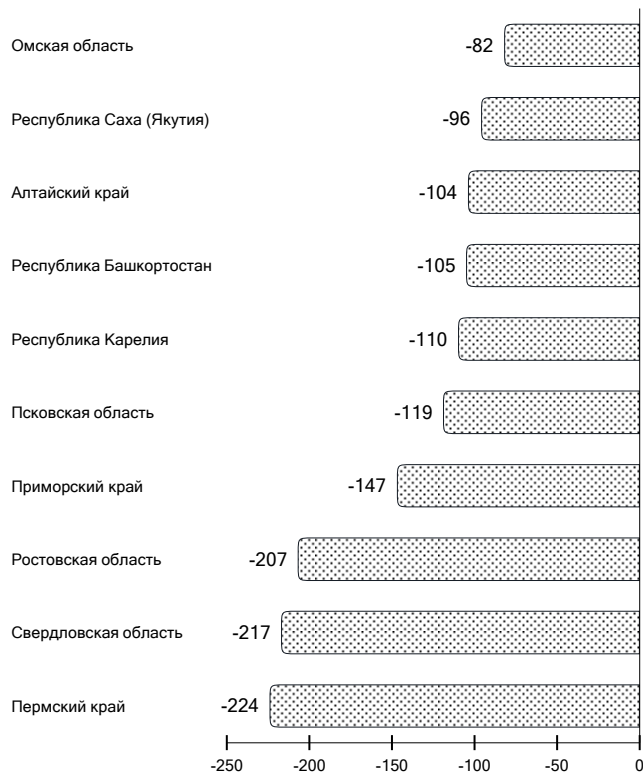 Омская область -82
Республика Саха (Якутия) -96
Алтайский край -104
Республика Башкортостан -105
Республика Карелия -110
Псковская область -119
Приморский край -147
Ростовская область -207
Свердловская область -217
Пермский край -224
-250 -200 -150 -100 -50 0